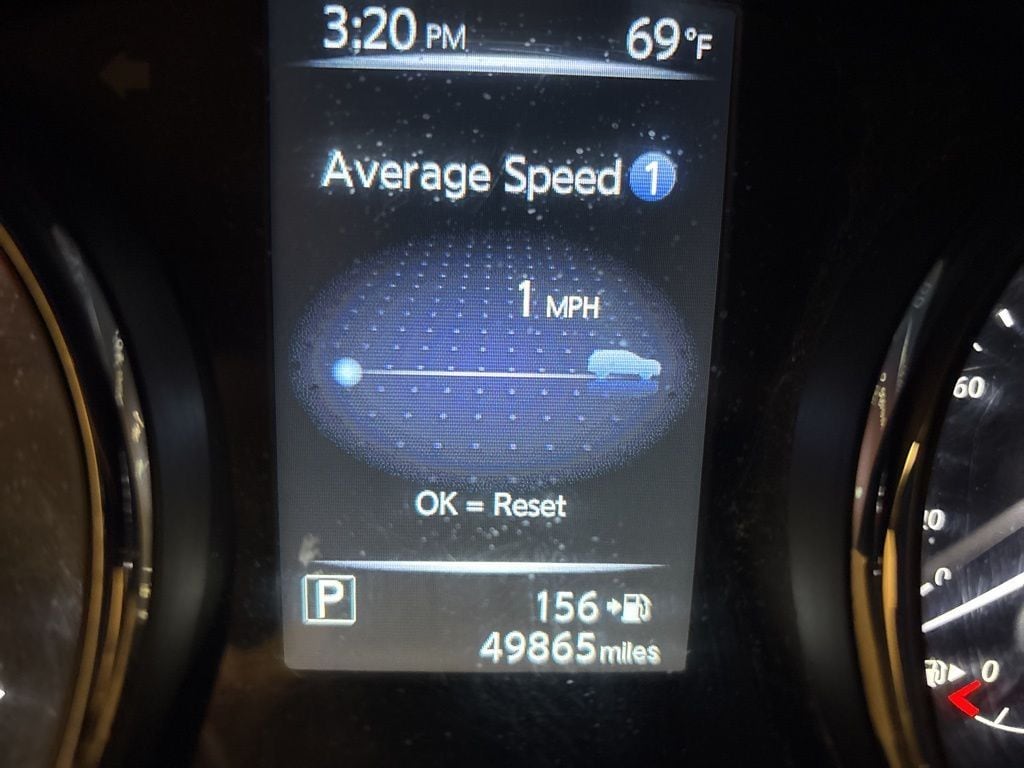 3:20 PM 69°F
Average Speed 1
1 MPH
OK = Reset
P
156
49865 miles
60
0